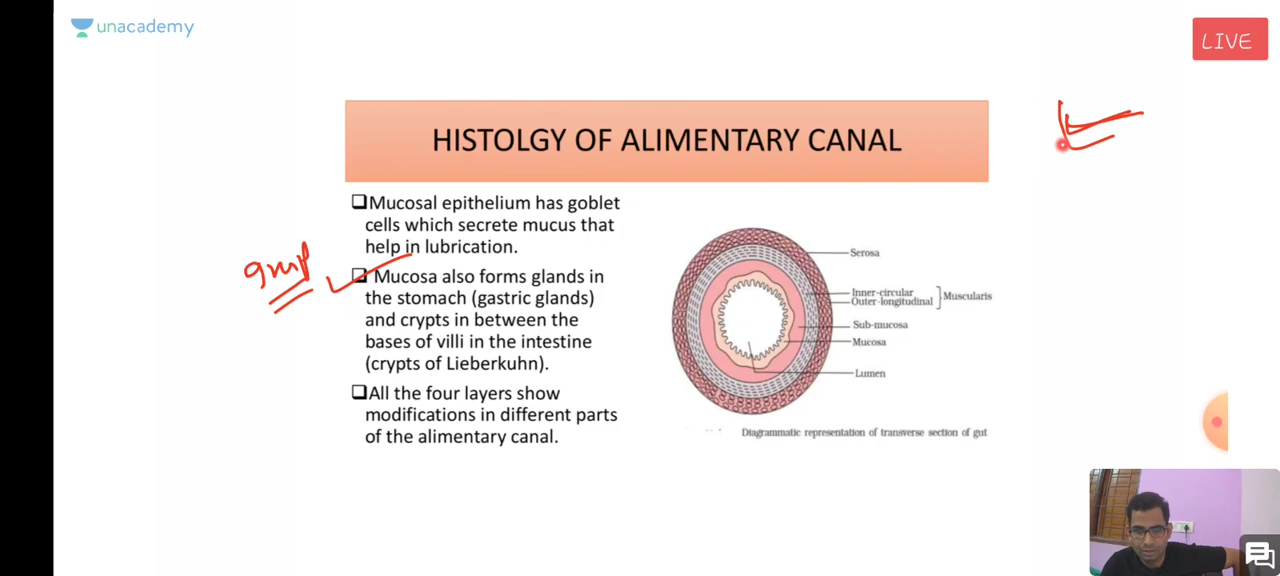 unacademy
LIVE
HISTOLGY OF ALIMENTARY CANAL
Mucosal epithelium has goblet
cells which secrete mucus that
help in lubrication.
Imp
Mucosa also forms glands in
the stomach (gastric glands)
and crypts in between the
bases of villi in the intestine
(crypts of Lieberkuhn).
All the four layers show
modifications in different parts
of the alimentary canal.
Serosa
Inner-circular
Outer-longitudinal
Muscularis
Sub-mucosa
Mucosa
Lumen
Diagrammatic representation of transverse section of gut